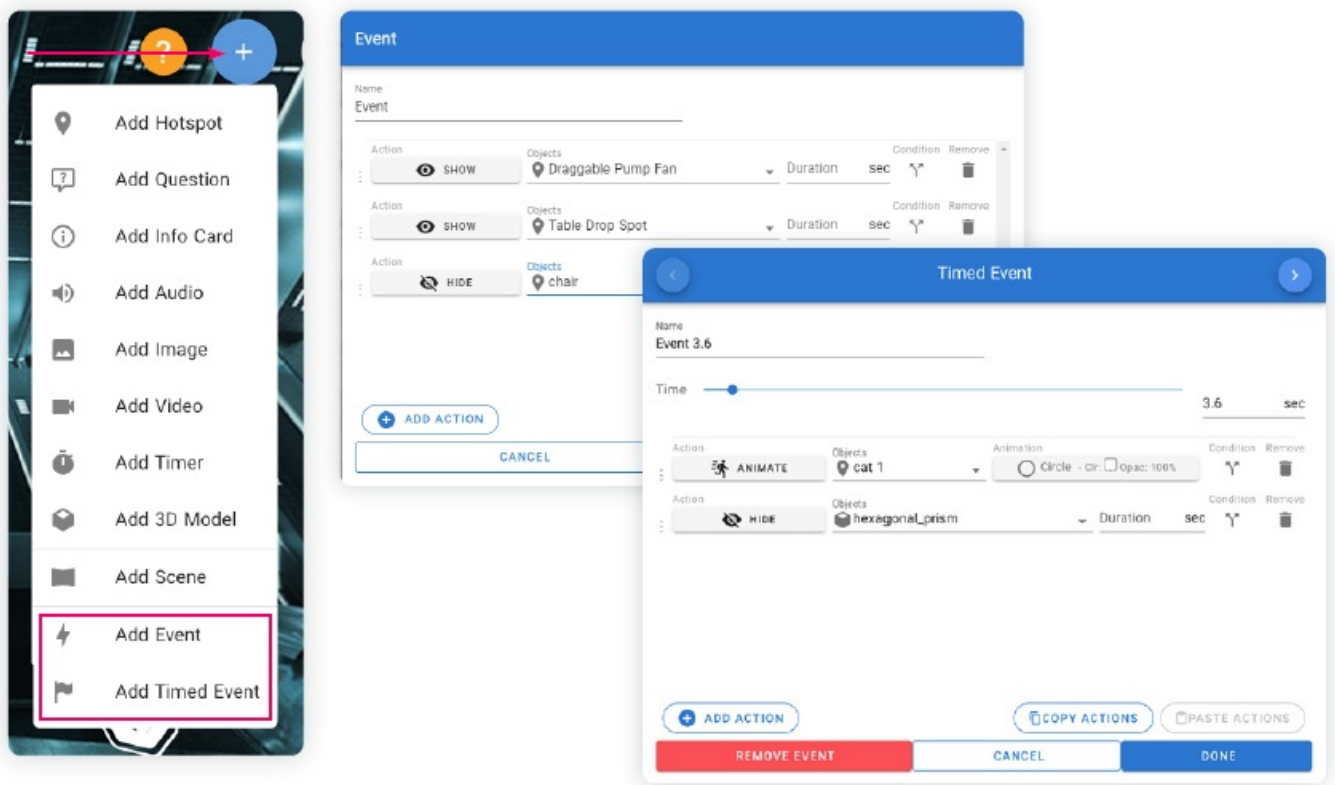 ?
+
Add Hotspot
Add Question
Add Info Card
Add Audio
Add Image
Add Video
Add Timer
Add 3D Model
Add Scene
Add Event
Add Timed Event
Event
Name
Event
Action Objects Condition Remove
SHOW Draggable Pump Fan Duration sec
Action Objects Condition Remove
SHOW Table Drop Spot Duration sec
Action Objects
HIDE chair
ADD ACTION
CANCEL
Timed Event
Name
Event 3.6
Time 3.6 sec
Action Objects Animation Condition Remove
ANIMATE cat 1 Circle - Clr: Opac: 100%
Action Objects Condition Remove
HIDE hexagonal_prism Duration sec
ADD ACTION COPY ACTIONS PASTE ACTIONS
REMOVE EVENT CANCEL DONE